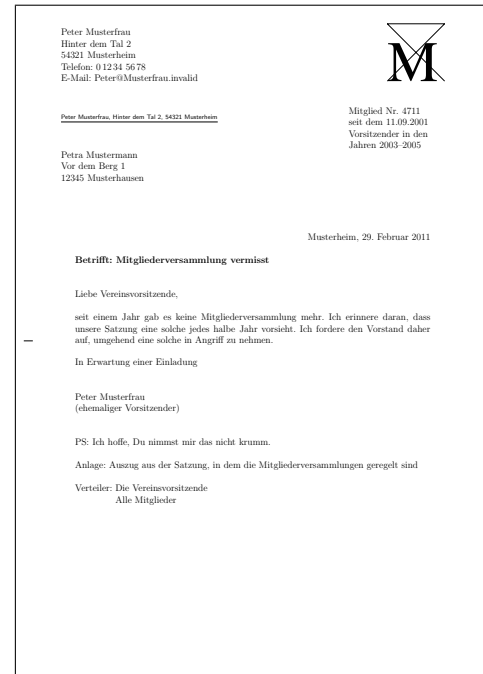 Peter Musterfrau
Hinter dem Tal 2
54321 Musterheim
Telefon: 0 12 34 56 78
E-Mail: Peter@Musterfrau.invalid
M
Peter Musterfrau, Hinter dem Tal 2, 54321 Musterheim
Mitglied Nr. 4711
seit dem 11.09.2001
Vorsitzender in den
Jahren 2003–2005
Petra Mustermann
Vor dem Berg 1
12345 Musterhausen
Musterheim, 29. Februar 2011
Betrifft: Mitgliederversammlung vermisst
Liebe Vereinsvorsitzende,
seit einem Jahr gab es keine Mitgliederversammlung mehr. Ich erinnere daran, dass
unsere Satzung eine solche jedes halbe Jahr vorsieht. Ich fordere den Vorstand daher
auf, umgehend eine solche in Angriff zu nehmen.
In Erwartung einer Einladung
Peter Musterfrau
(ehemaliger Vorsitzender)
PS: Ich hoffe, Du nimmst mir das nicht krumm.
Anlage: Auszug aus der Satzung, in dem die Mitgliederversammlungen geregelt sind
Verteiler: Die Vereinsvorsitzende
Alle Mitglieder